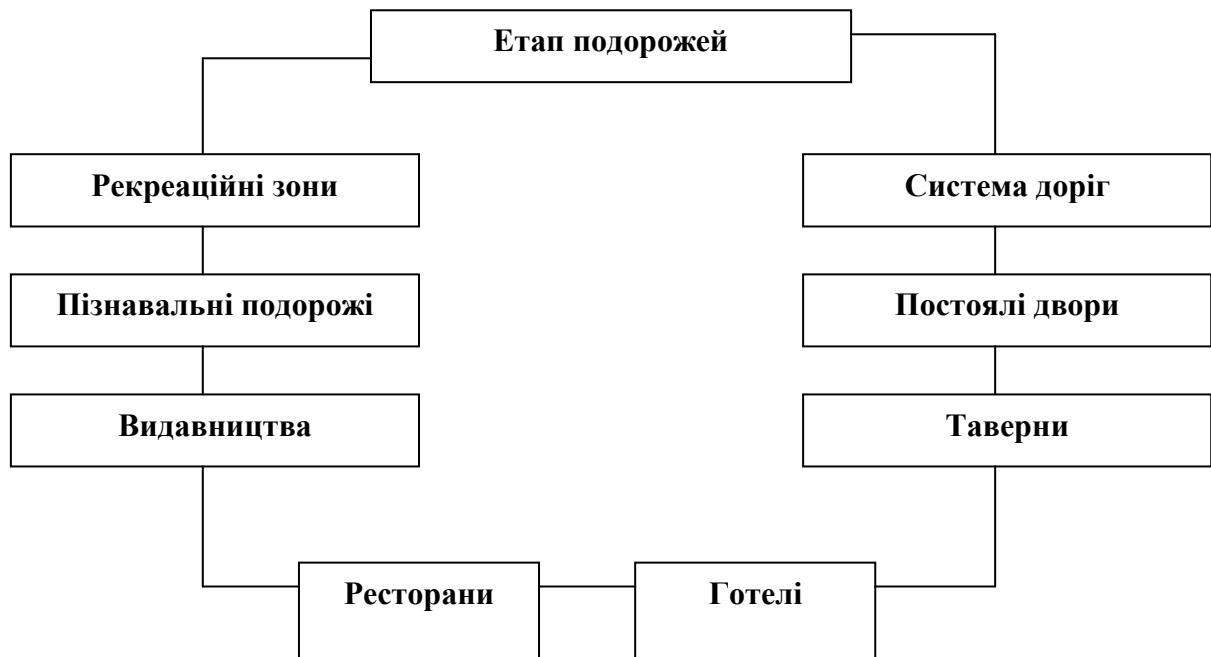 Етап подорожей
Рекреаційні зони
Система доріг
Пізнавальні подорожі
Постоялі двори
Видавництва
Таверни
Ресторани
Готелі